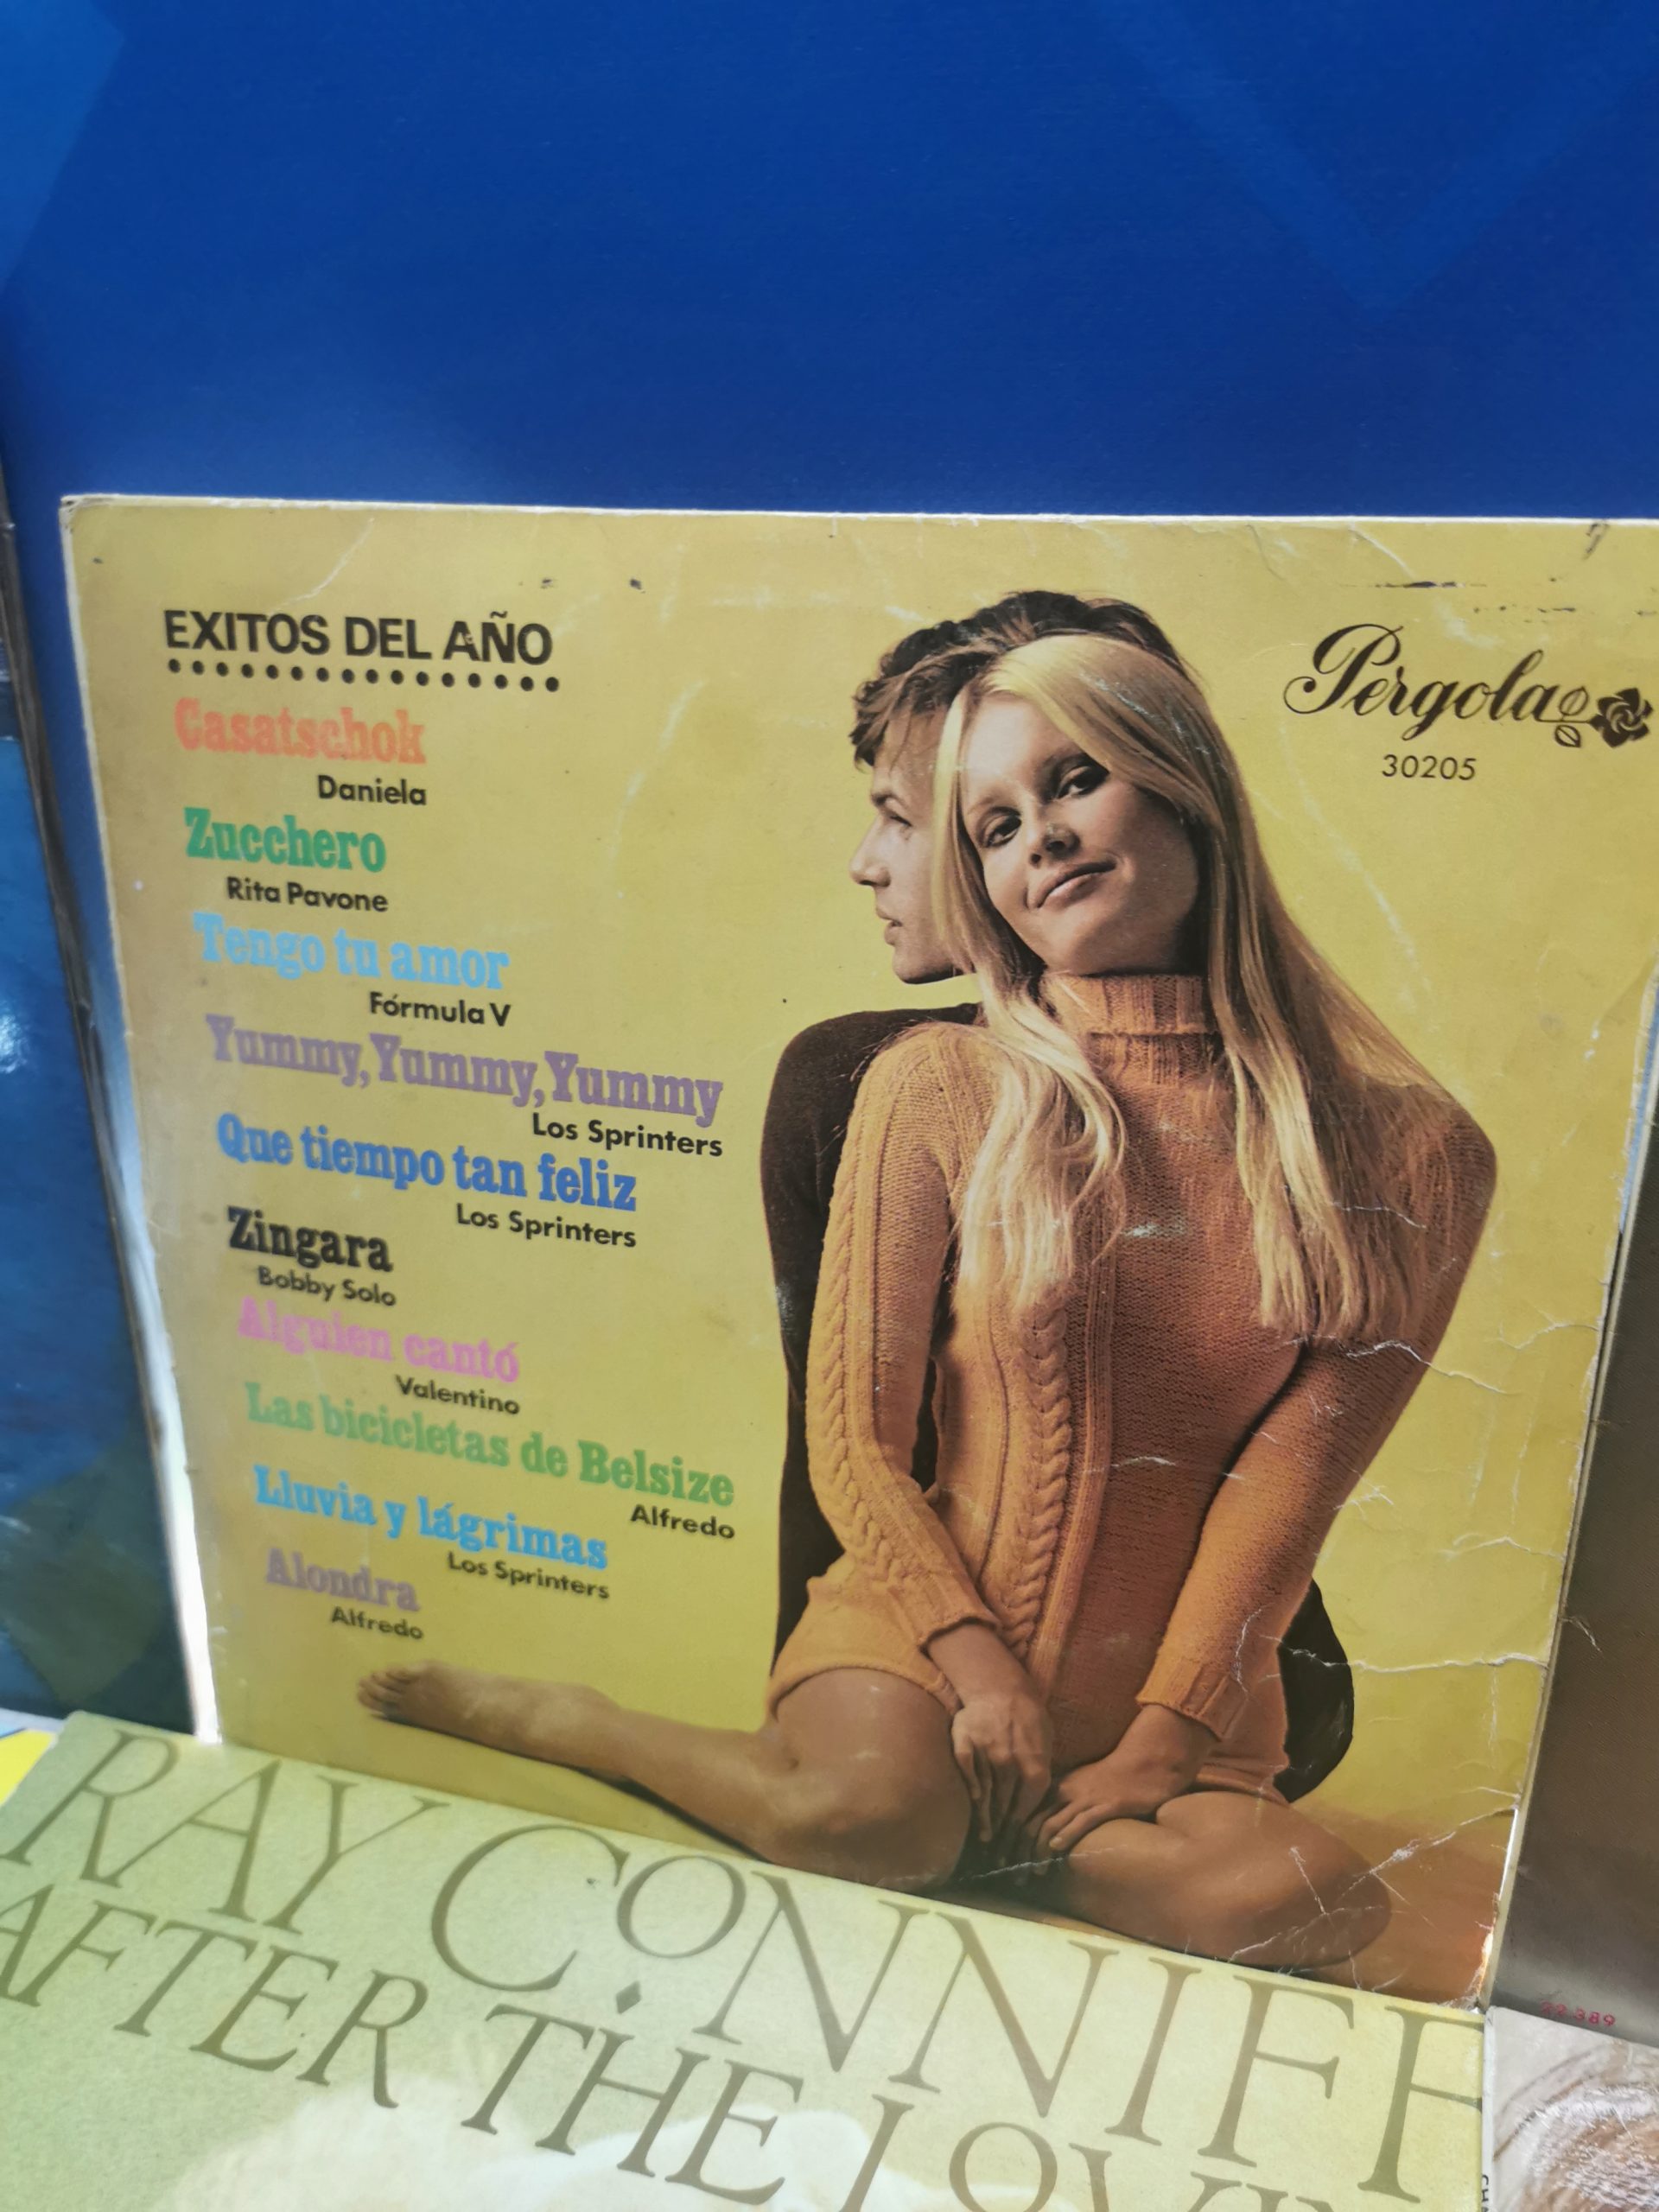 EXITOS DEL AÑO
Casatschok
Daniela
Zucchero
Rita Pavone
Tengo tu amor
Fórmula V
Yummy, Yummy, Yummy
Los Sprinters
Que tiempo tan feliz
Los Sprinters
Zingara
Bobby Solo
Alguien cantó
Valentino
Las bicicletas de Belsize
Alfredo
Lluvia y lágrimas
Los Sprinters
Alondra
Alfredo
Pergola
30205
RAY CONNIFF
AFTER THE
29.389